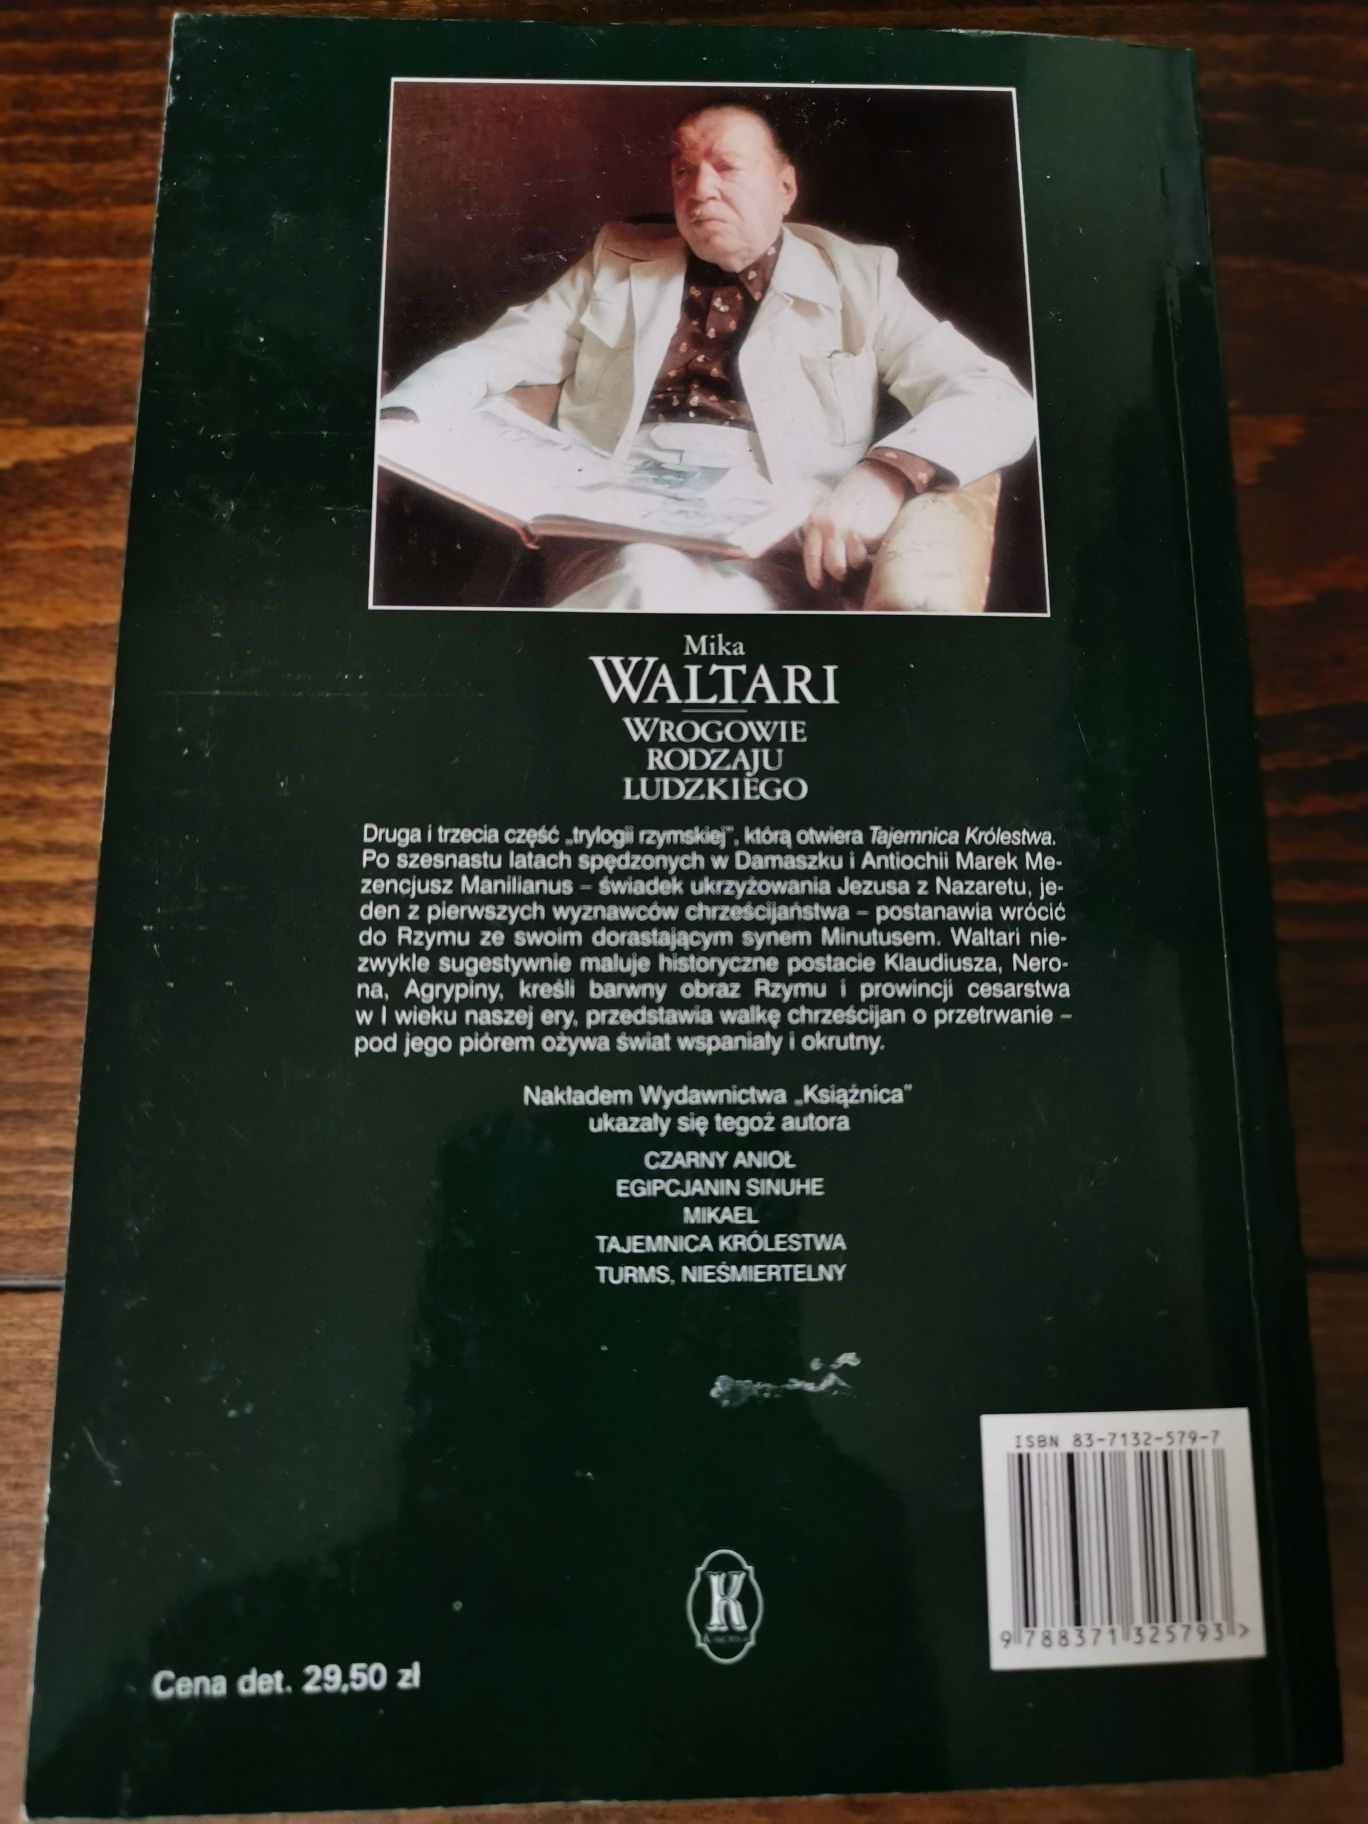 Mika
WALTARI
WROGOWIE
RODZAJU
LUDZKIEGO
Druga i trzecia część „trylogii rzymskiej”, którą otwiera Tajemnica Królestwa.
Po szesnastu latach spędzonych w Damaszku i Antiochii Marek Me-
zencjusz Manilianus – świadek ukrzyżowania Jezusa z Nazaretu, je-
den z pierwszych wyznawców chrześcijaństwa – postanawia wrócić
do Rzymu ze swoim dorastającym synem Minutusem. Waltari nie-
zwykle sugestywnie maluje historyczne postacie Klaudiusza, Nero-
na, Agrypiny, kreśli barwny obraz Rzymu i prowincji cesarstwa
w I wieku naszej ery, przedstawia walkę chrześcijan o przetrwanie –
pod jego piórem ożywa świat wspaniały i okrutny.
Nakładem Wydawnictwa „Książnica”
ukazały się tegoż autora
CZARNY ANIOŁ
EGIPCJANIN SINUHE
MIKAEL
TAJEMNICA KRÓLESTWA
TURMS, NIEŚMIERTELNY
ISBN 83-7132-579-7
9 788371 325793 >
K
Cena det. 29,50 zł